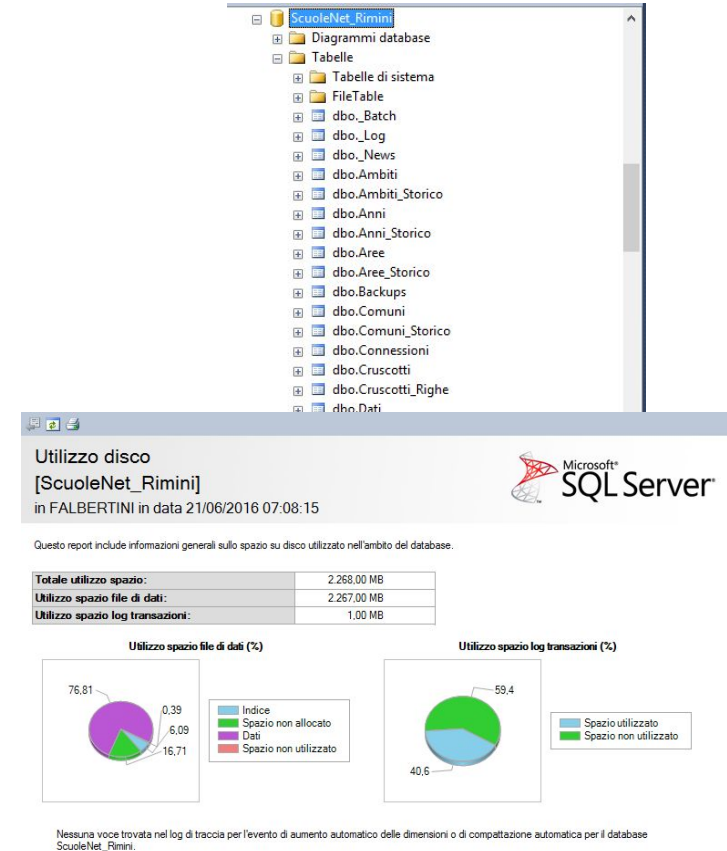 ScuoleNet_Rimini
Diagrammi database
Tabelle
Tabelle di sistema
FileTable
dbo._Batch
dbo._Log
dbo._News
dbo.Ambiti
dbo.Ambiti_Storico
dbo.Anni
dbo.Anni_Storico
dbo.Aree
dbo.Aree_Storico
dbo.Backups
dbo.Comuni
dbo.Comuni_Storico
dbo.Connessioni
dbo.Cruscotti
dbo.Cruscotti_Righe
dbo.Dati
Utilizzo disco
[ScuoleNet_Rimini]
in FALBERTINI in data 21/06/2016 07:08:15
Microsoft®
SQL Server®
Questo report include informazioni generali sullo spazio su disco utilizzato nell'ambito del database.
Totale utilizzo spazio: 2.268,00 MB
Utilizzo spazio file di dati: 2.267,00 MB
Utilizzo spazio log transazioni: 1,00 MB
Utilizzo spazio file di dati (%)
76,81
0,39
6,09
16,71
Indice
Spazio non allocato
Dati
Spazio non utilizzato
Utilizzo spazio log transazioni (%)
59,4
40,6
Spazio utilizzato
Spazio non utilizzato
Nessuna voce trovata nel log di traccia per l'evento di aumento automatico delle dimensioni o di compattazione automatica per il database
ScuoleNet_Rimini.